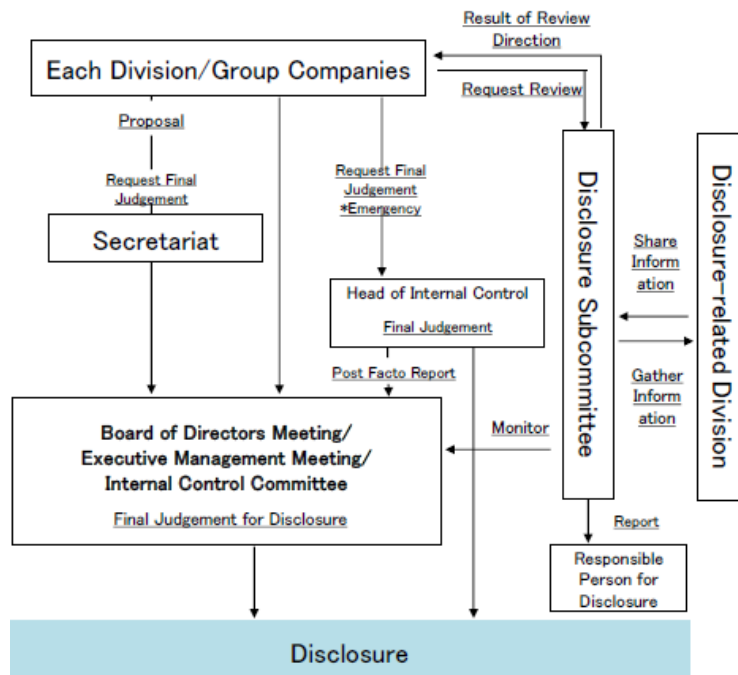 Result of Review
Direction
Each Division/Group Companies
Request Review
Proposal
Request Final
Judgement
Request Final
Judgement
*Emergency
Secretariat
Disclosure Subcommittee
Disclosure-related Division
Share
Inform
ation
Head of Internal Control
Final Judgement
Gather
Inform
ation
Post Facto Report
Board of Directors Meeting/
Executive Management Meeting/
Internal Control Committee
Final Judgement for Disclosure
Monitor
Report
Responsible
Person for
Disclosure
Disclosure